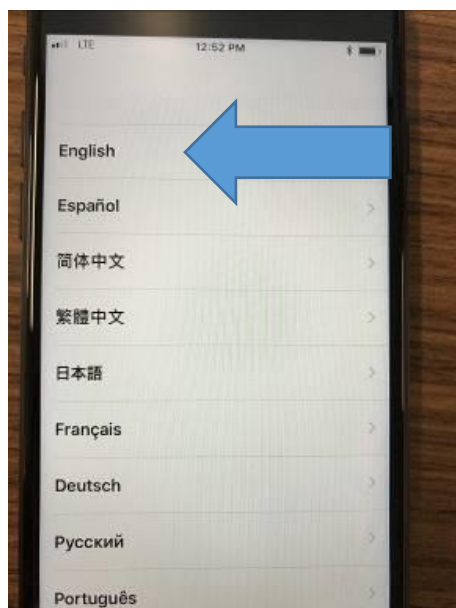 LTE 12:52 PM
English
Español
简体中文
繁體中文
日本語
Français
Deutsch
Русский
Português